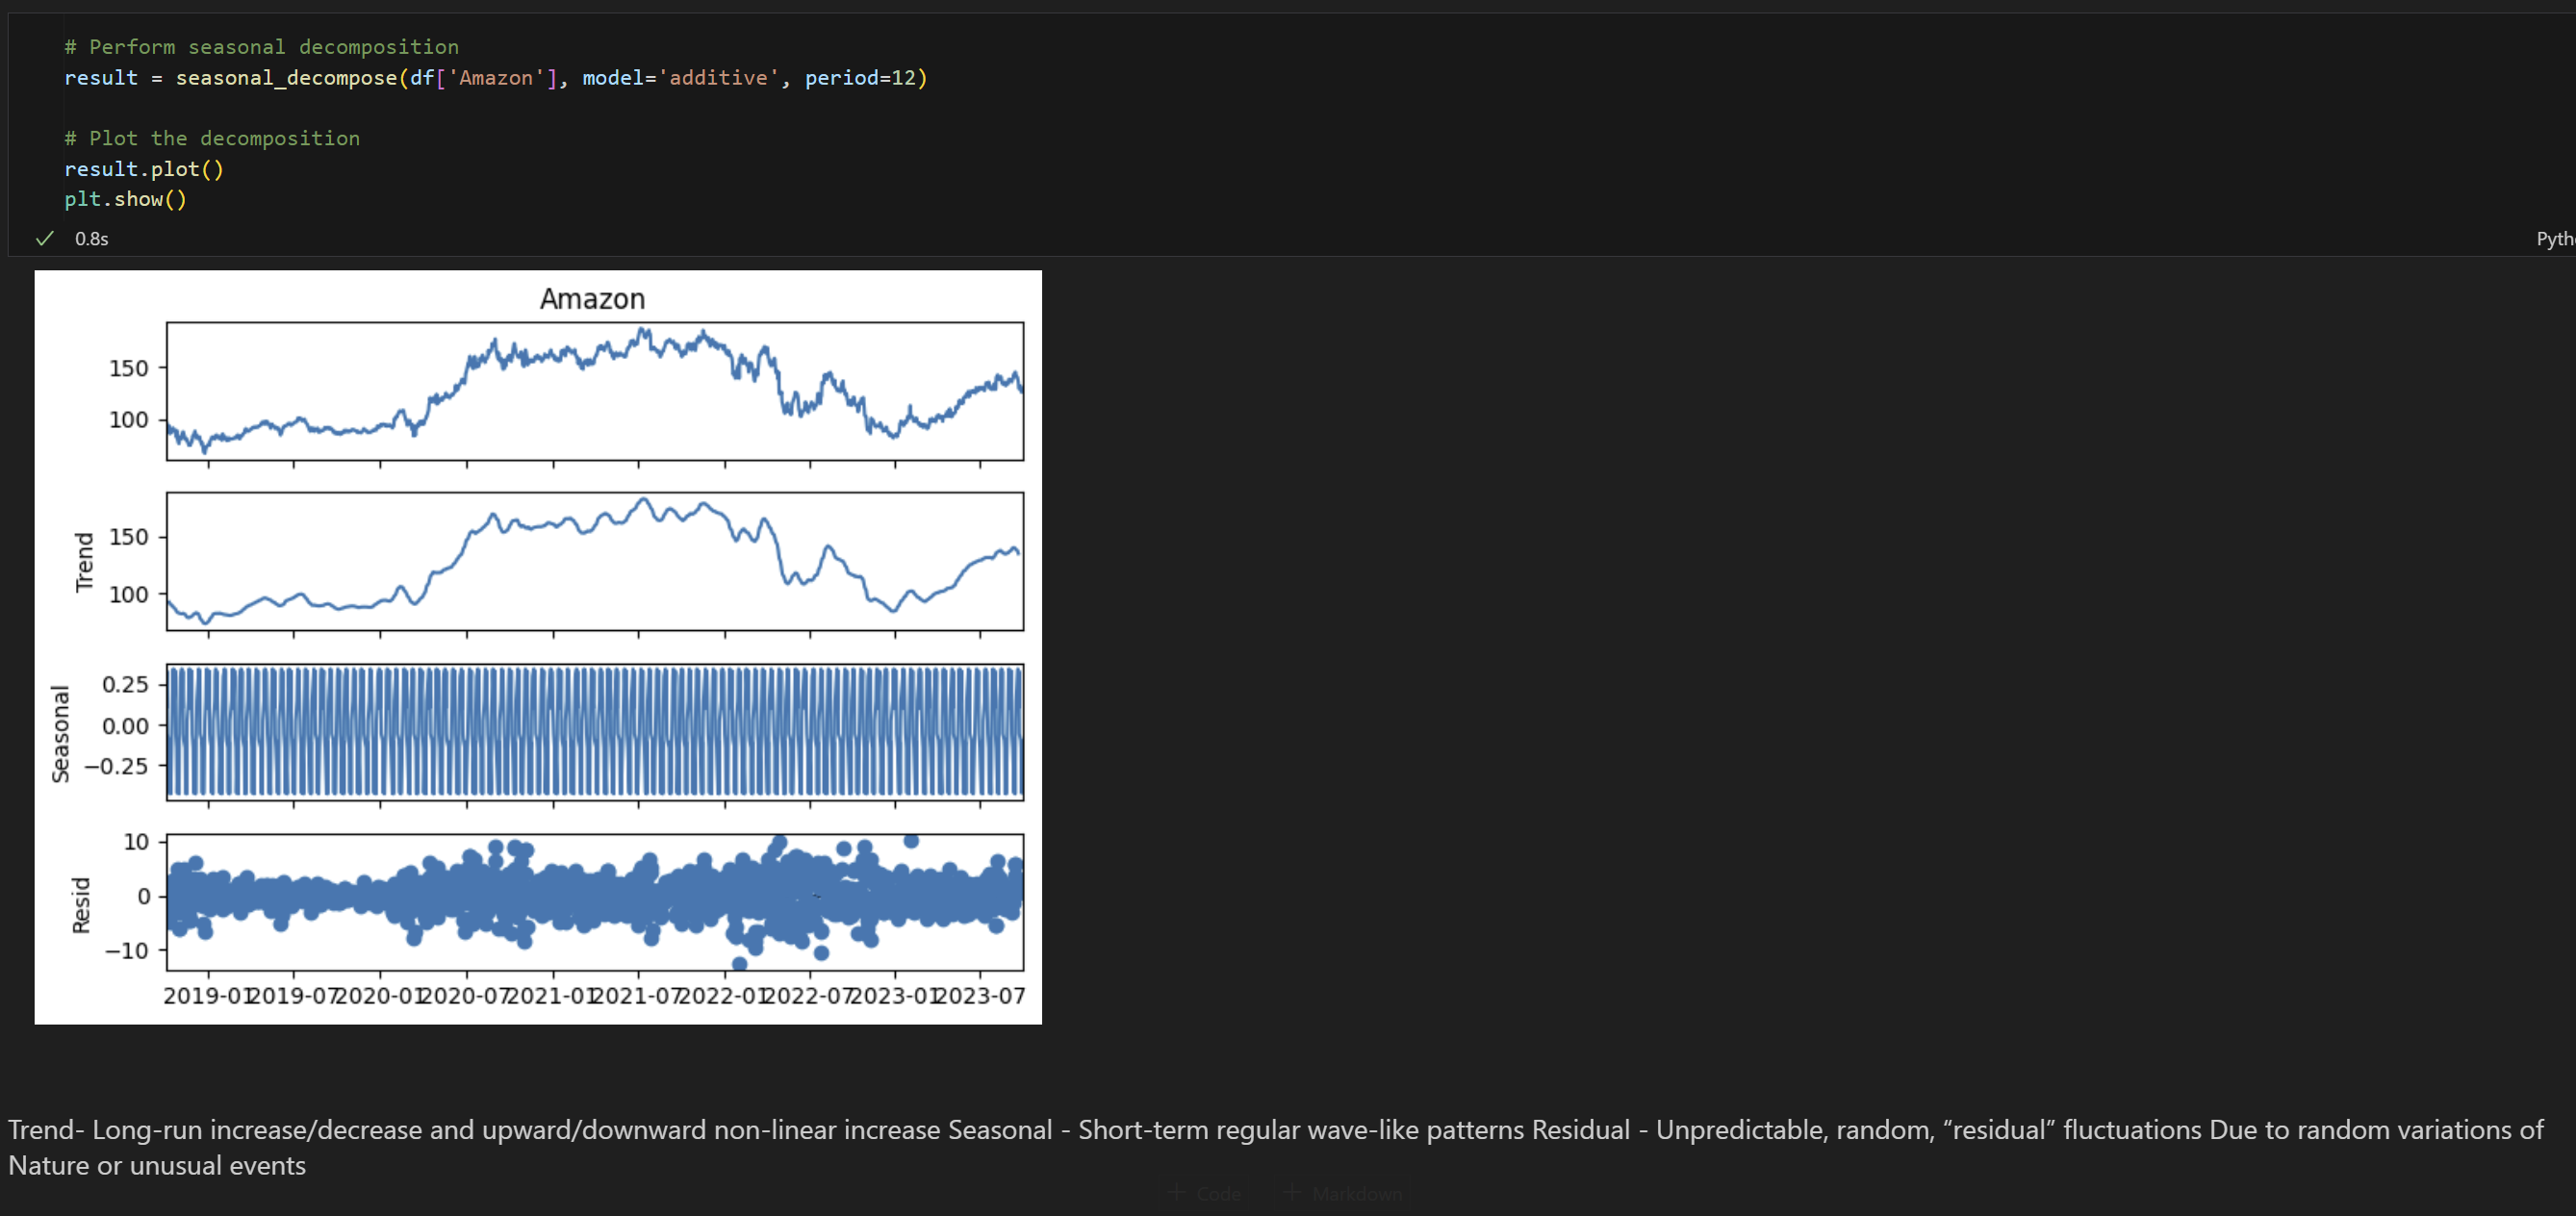 # Perform seasonal decomposition
result = seasonal_decompose(df['Amazon'], model='additive', period=12)
# Plot the decomposition
result.plot()
plt.show()
0.8s
Pyth
Amazon
150
100
Trend
150
100
Seasonal
0.25
0.00
−0.25
Resid
10
0
−10
2019-01 2019-07 2020-01 2020-07 2021-01 2021-07 2022-01 2022-07 2023-01 2023-07
Trend- Long-run increase/decrease and upward/downward non-linear increase Seasonal - Short-term regular wave-like patterns Residual - Unpredictable, random, “residual” fluctuations Due to random variations of
Nature or unusual events
+ Code + Markdown